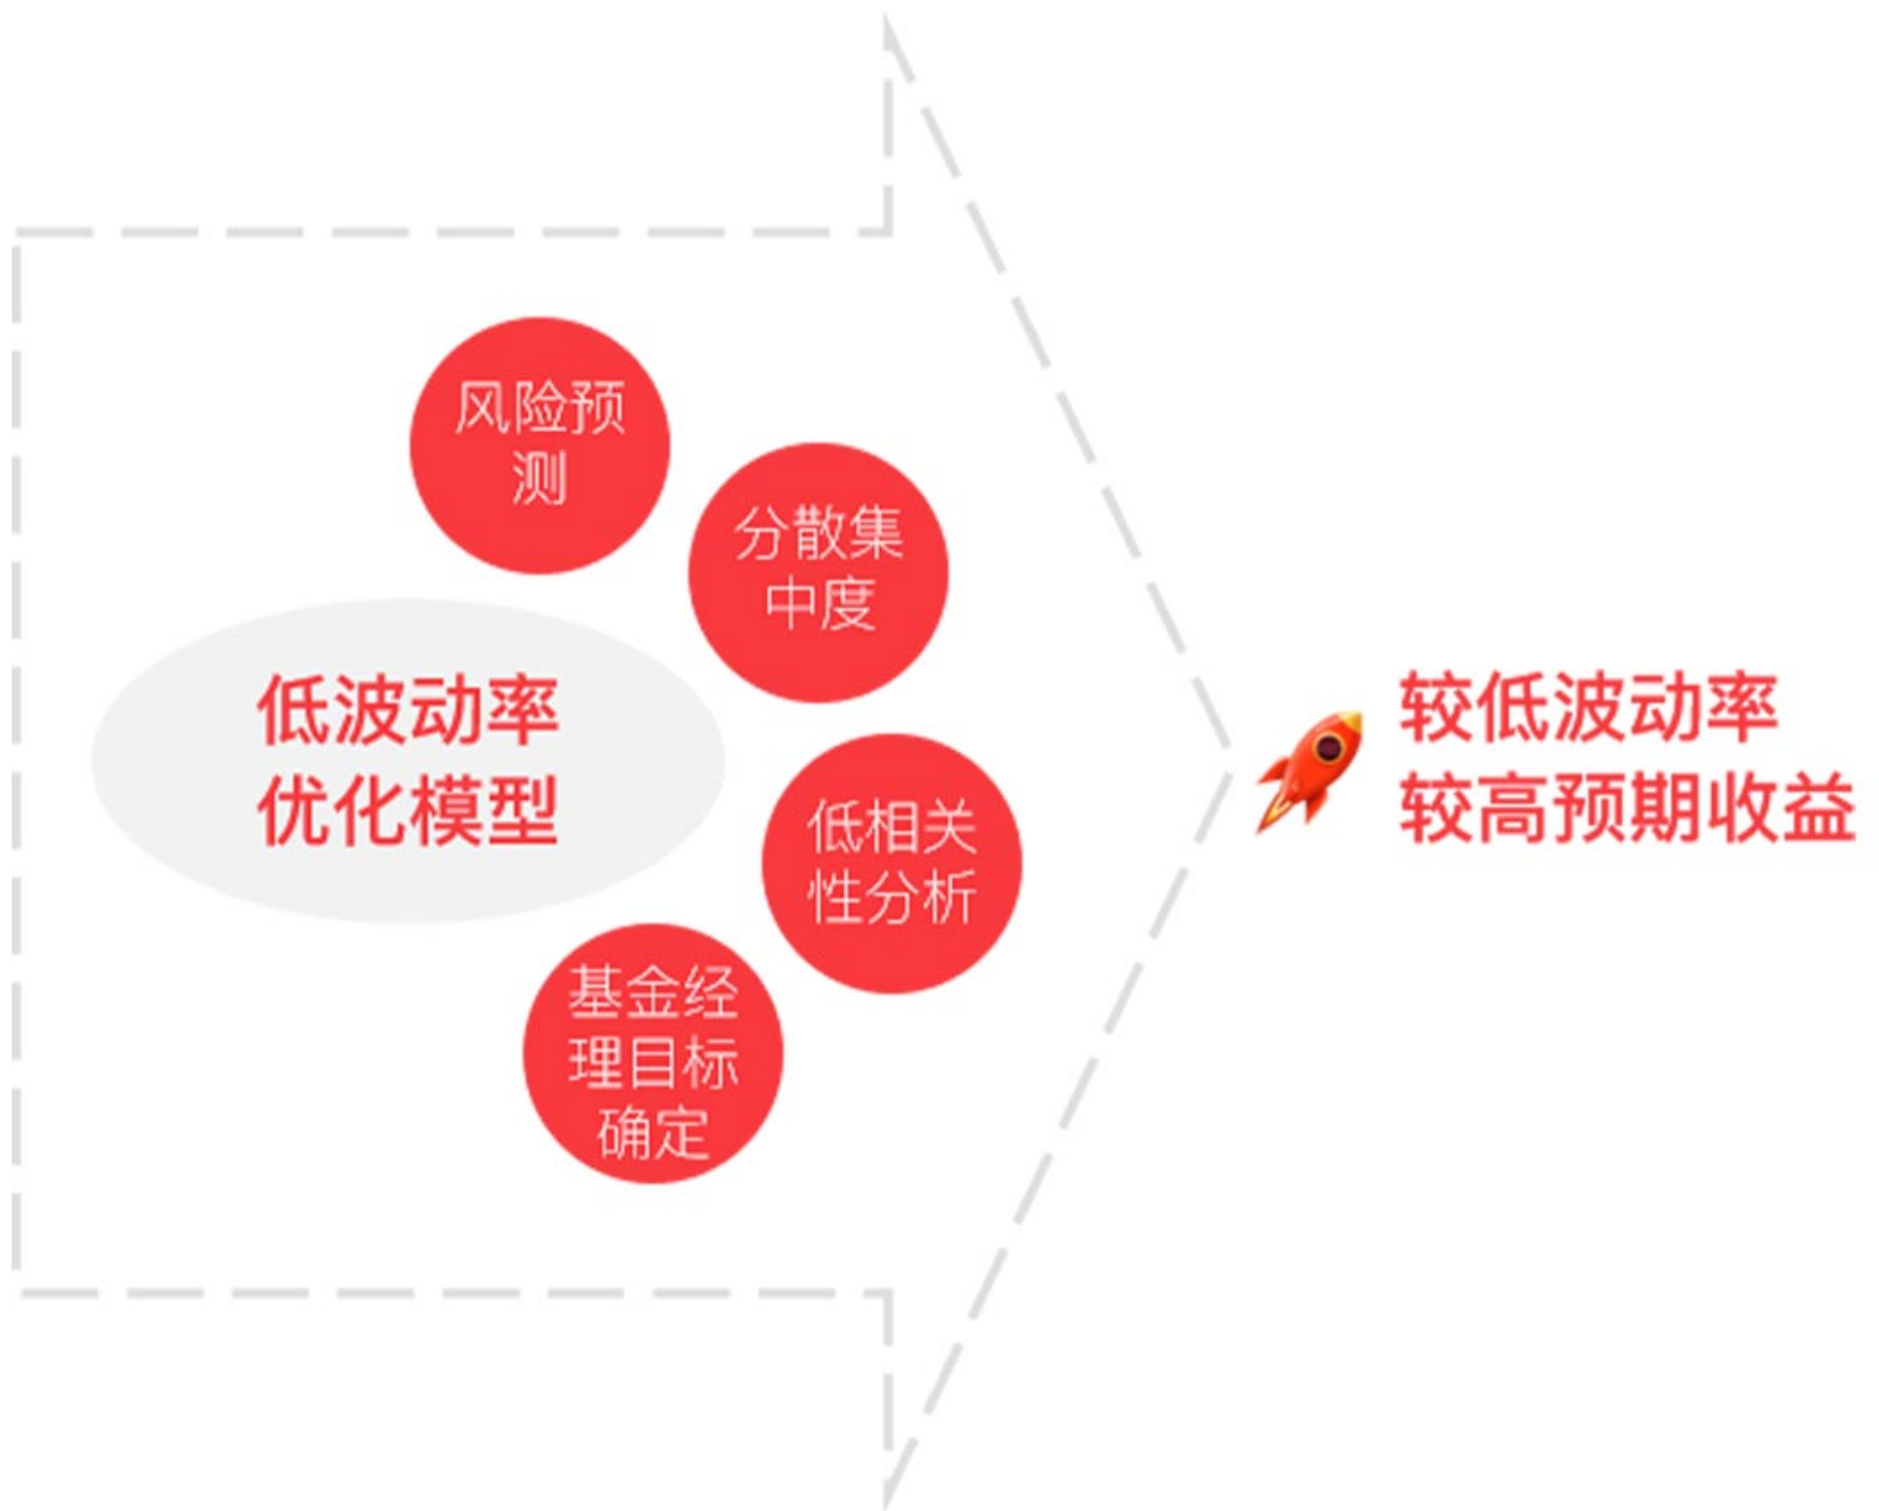 风险预
测
分散集
中度
低波动率
优化模型
低相关
性分析
基金经
理目标
确定
较低波动率
较高预期收益